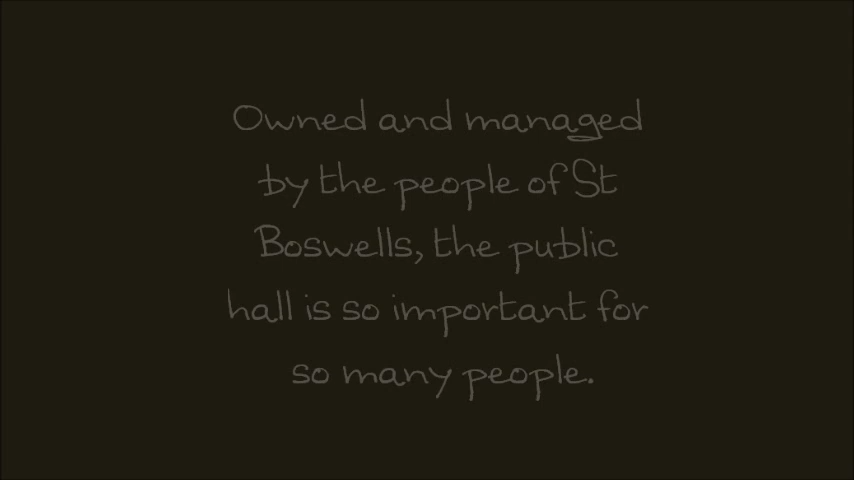 Owned and managed
by the people of St
Boswells, the public
hall is so important for
so many people.